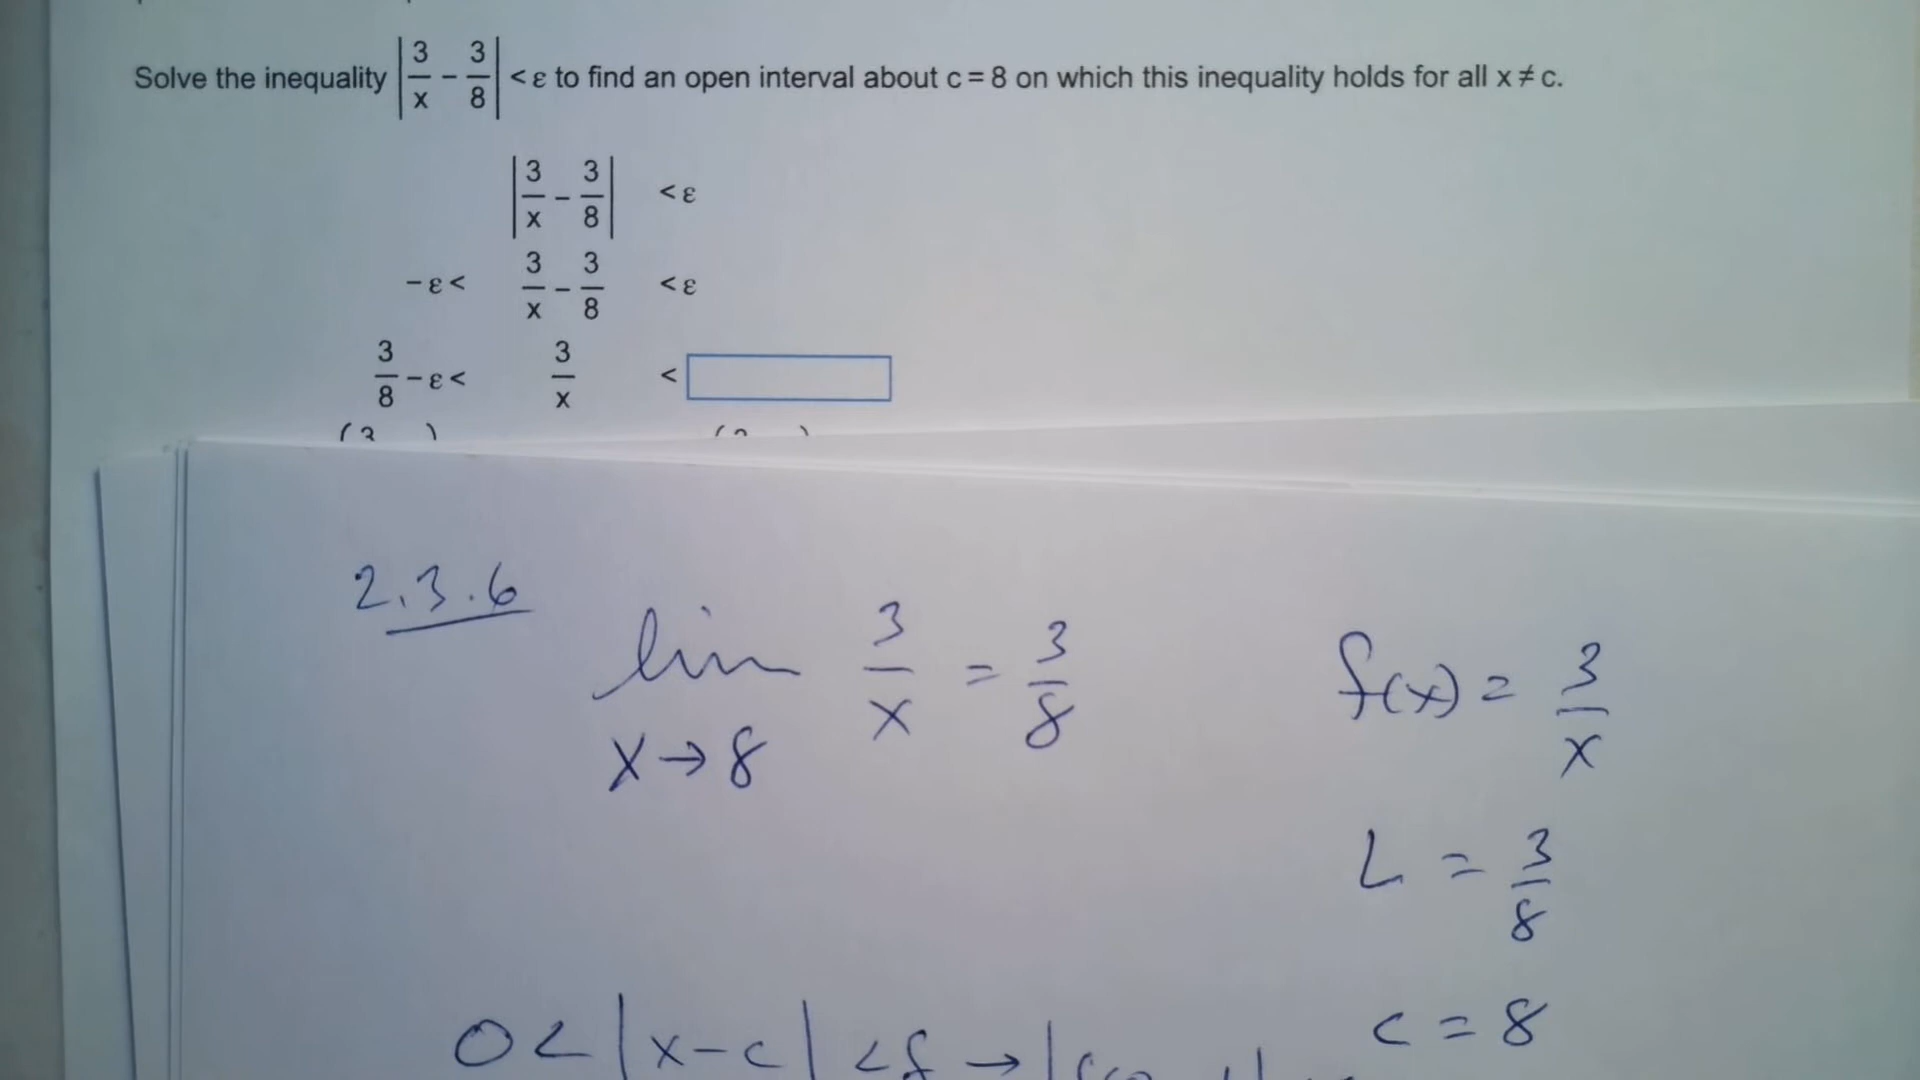 Solve the inequality |3/x − 3/8| < ε to find an open interval about c = 8 on which this inequality holds for all x ≠ c.
|3/x − 3/8| < ε
− ε < 3/x − 3/8 < ε
3/8 − ε < 3/x <
2.3.6
lim x→8 3/x = 3/8
f(x) = 3/x
L = 3/8
c = 8
0 < |x − c| < δ → |